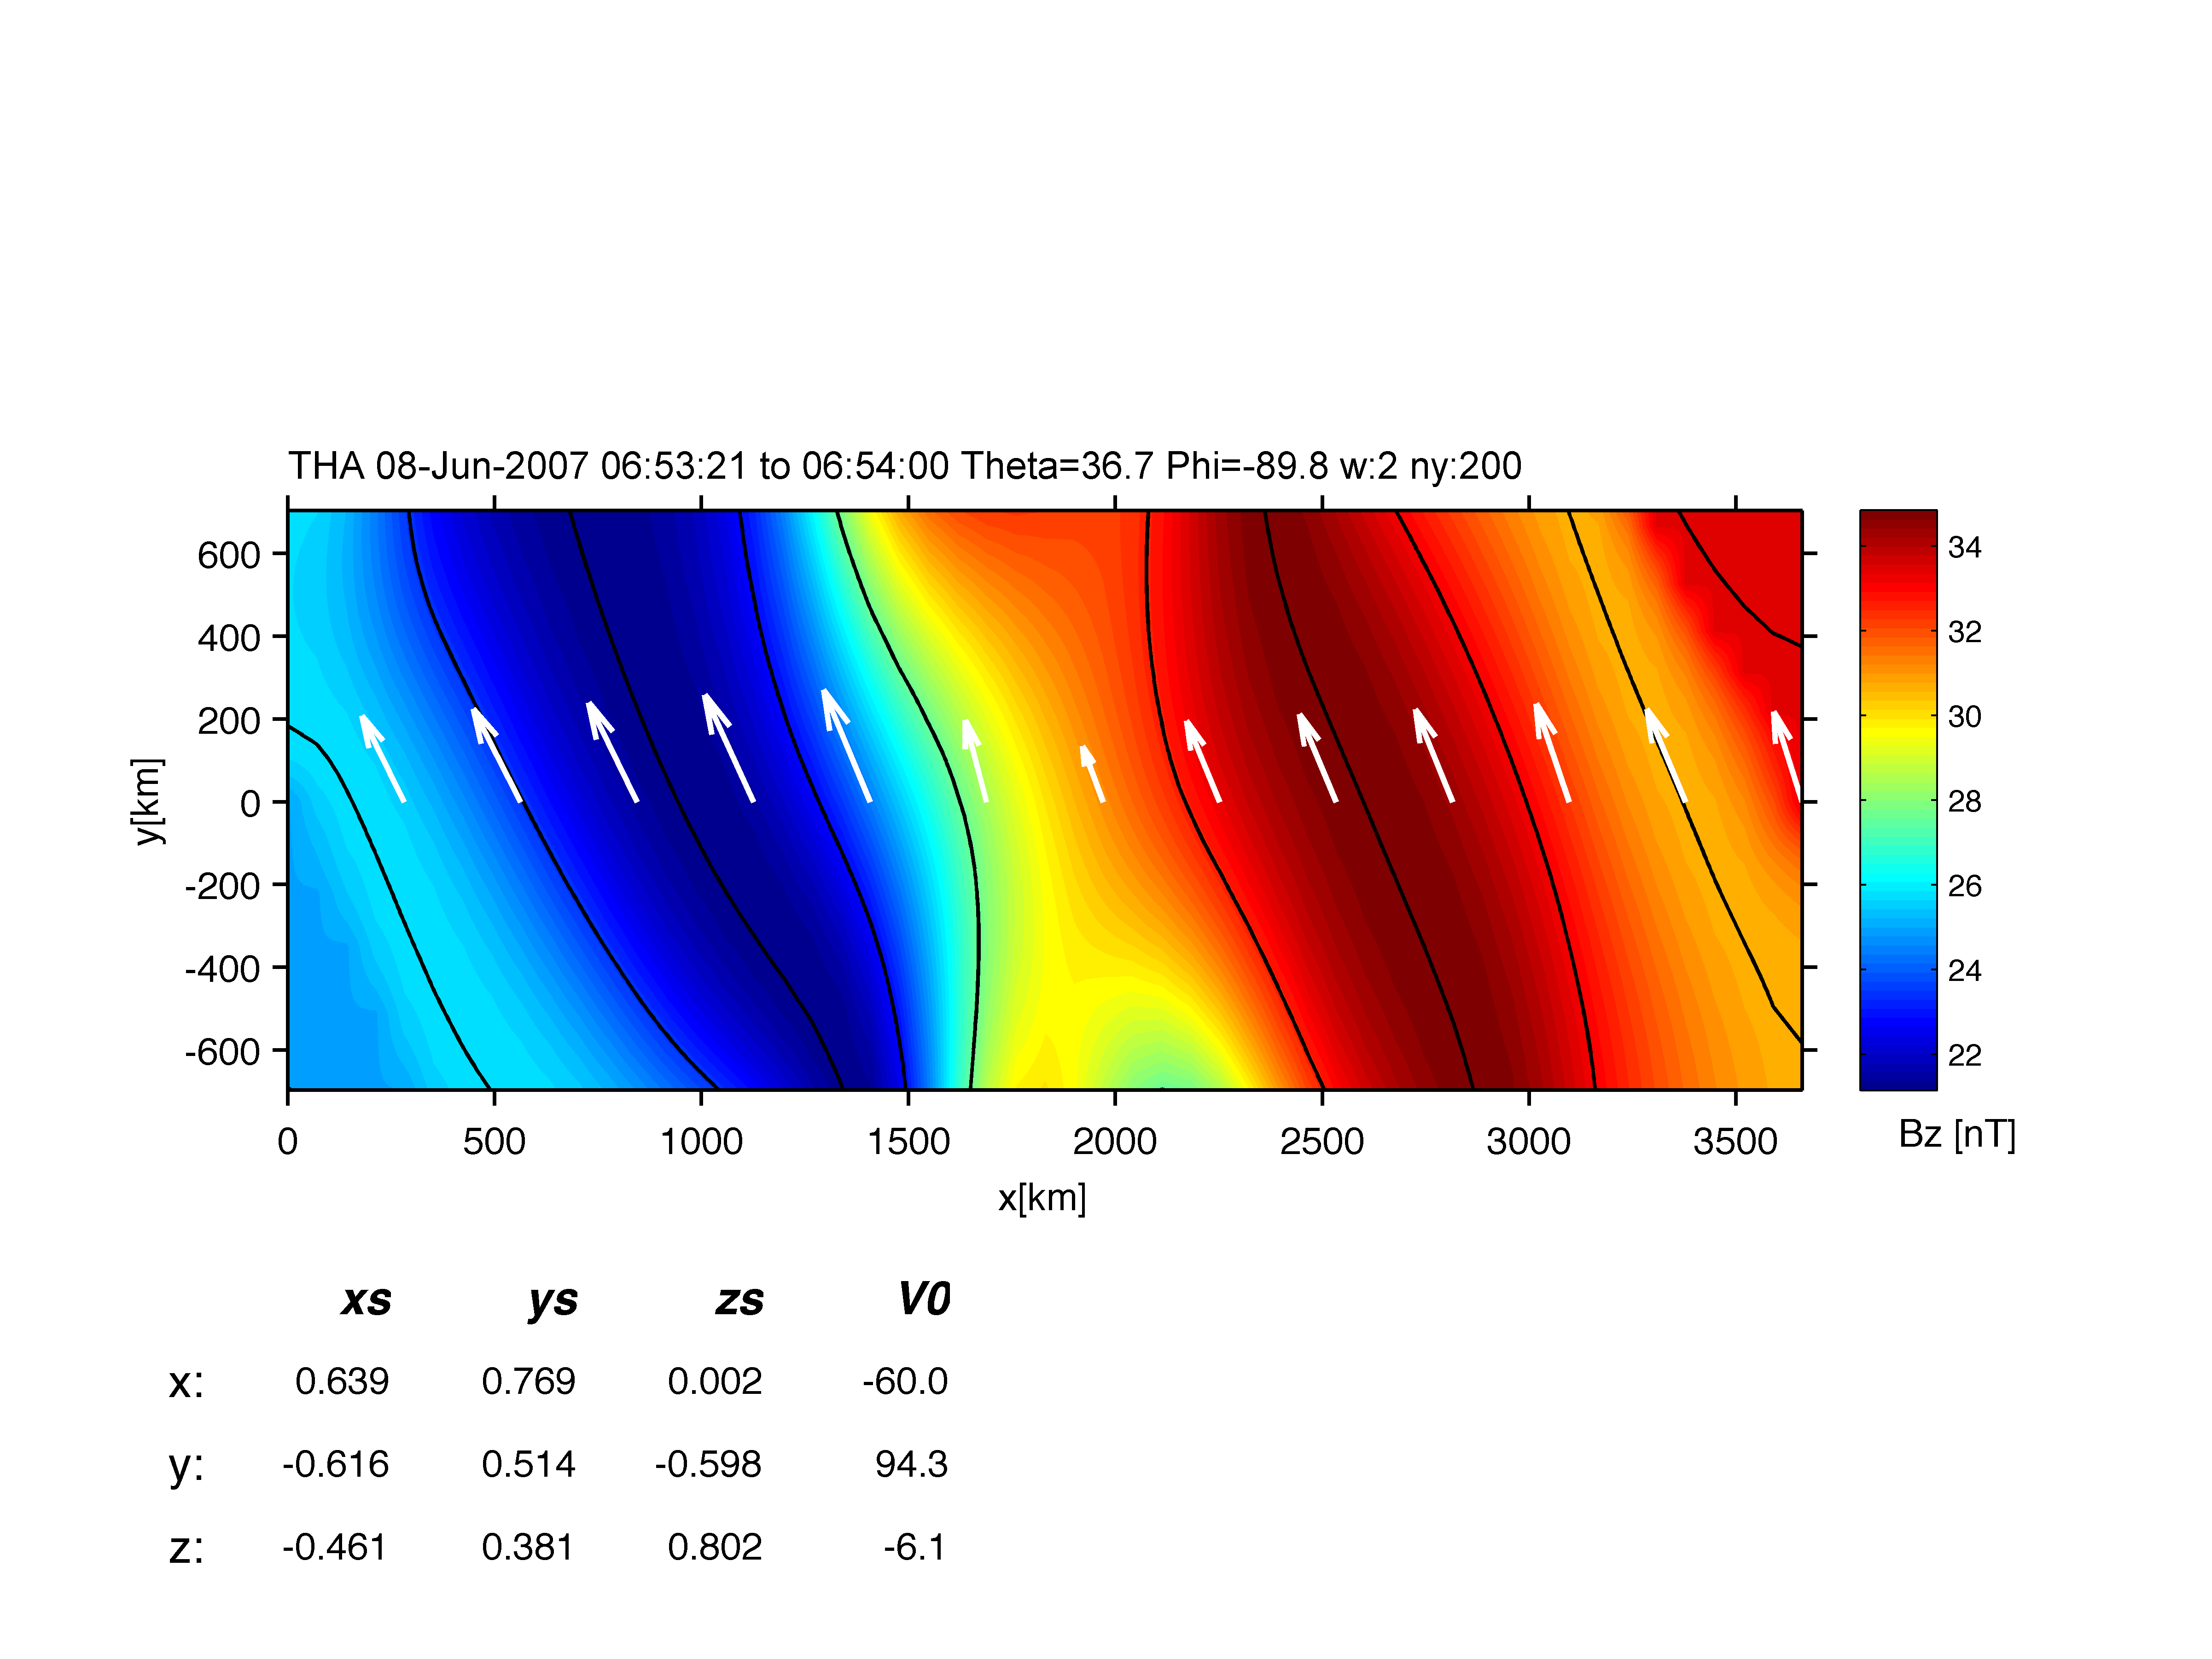 THA 08-Jun-2007 06:53:21 to 06:54:00 Theta=36.7 Phi=-89.8 w:2 ny:200
600
400
200
0
-200
-400
-600
y[km]
0 500 1000 1500 2000 2500 3000 3500
x[km]
34
32
30
28
26
24
22
Bz [nT]
xs ys zs V0
x: 0.639 0.769 0.002 -60.0
y: -0.616 0.514 -0.598 94.3
z: -0.461 0.381 0.802 -6.1